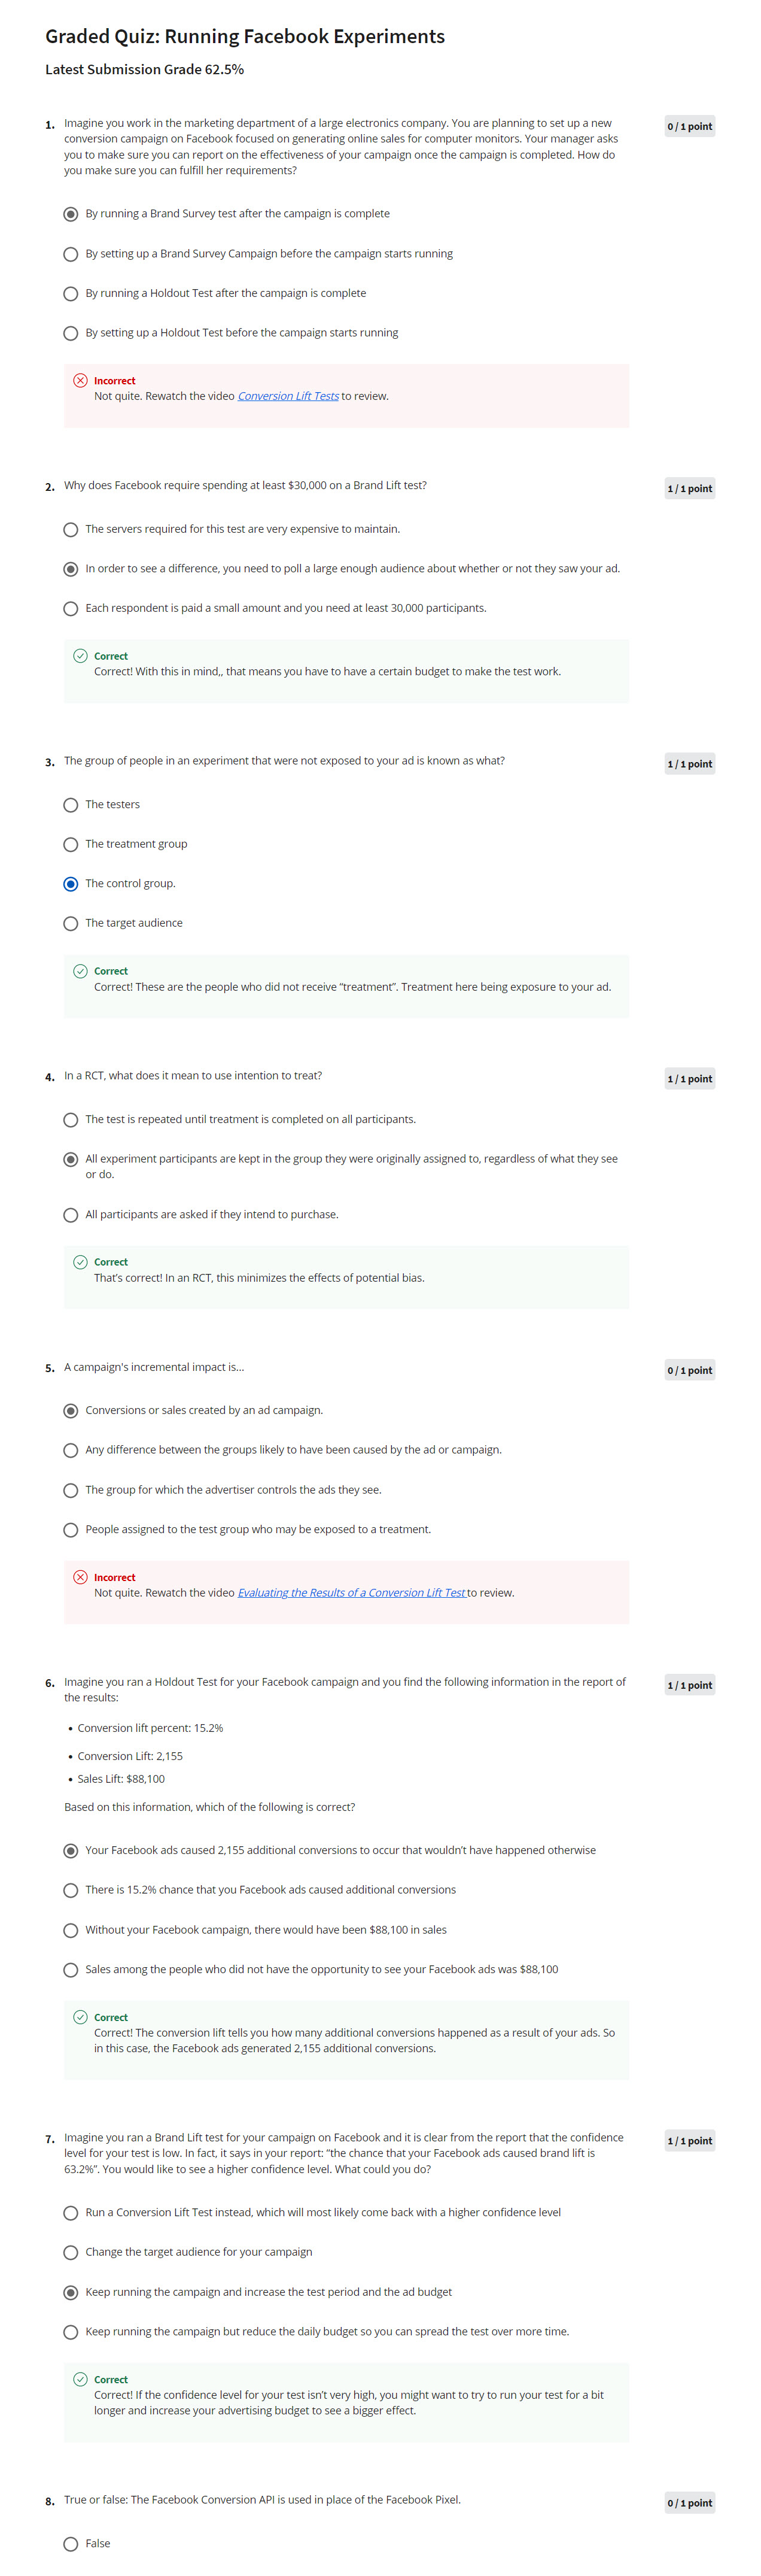 Graded Quiz: Running Facebook Experiments
Latest Submission Grade 62.5%
1. Imagine you work in the marketing department of a large electronics company. You are planning to set up a new
conversion campaign on Facebook focused on generating online sales for computer monitors. Your manager asks
you to make sure you can report on the effectiveness of your campaign once the campaign is completed. How do
you make sure you can fulfill her requirements?
0 / 1 point
By running a Brand Survey test after the campaign is complete
By setting up a Brand Survey Campaign before the campaign starts running
By running a Holdout Test after the campaign is complete
By setting up a Holdout Test before the campaign starts running
Incorrect
Not quite. Rewatch the video Conversion Lift Tests to review.
2. Why does Facebook require spending at least $30,000 on a Brand Lift test?
1 / 1 point
The servers required for this test are very expensive to maintain.
In order to see a difference, you need to poll a large enough audience about whether or not they saw your ad.
Each respondent is paid a small amount and you need at least 30,000 participants.
Correct
Correct! With this in mind,, that means you have to have a certain budget to make the test work.
3. The group of people in an experiment that were not exposed to your ad is known as what?
1 / 1 point
The testers
The treatment group
The control group.
The target audience
Correct
Correct! These are the people who did not receive “treatment”. Treatment here being exposure to your ad.
4. In a RCT, what does it mean to use intention to treat?
1 / 1 point
The test is repeated until treatment is completed on all participants.
All experiment participants are kept in the group they were originally assigned to, regardless of what they see
or do.
All participants are asked if they intend to purchase.
Correct
That’s correct! In an RCT, this minimizes the effects of potential bias.
5. A campaign's incremental impact is...
0 / 1 point
Conversions or sales created by an ad campaign.
Any difference between the groups likely to have been caused by the ad or campaign.
The group for which the advertiser controls the ads they see.
People assigned to the test group who may be exposed to a treatment.
Incorrect
Not quite. Rewatch the video Evaluating the Results of a Conversion Lift Test to review.
6. Imagine you ran a Holdout Test for your Facebook campaign and you find the following information in the report of
the results:
1 / 1 point
• Conversion lift percent: 15.2%
• Conversion Lift: 2,155
• Sales Lift: $88,100
Based on this information, which of the following is correct?
Your Facebook ads caused 2,155 additional conversions to occur that wouldn’t have happened otherwise
There is 15.2% chance that you Facebook ads caused additional conversions
Without your Facebook campaign, there would have been $88,100 in sales
Sales among the people who did not have the opportunity to see your Facebook ads was $88,100
Correct
Correct! The conversion lift tells you how many additional conversions happened as a result of your ads. So
in this case, the Facebook ads generated 2,155 additional conversions.
7. Imagine you ran a Brand Lift test for your campaign on Facebook and it is clear from the report that the confidence
level for your test is low. In fact, it says in your report: “the chance that your Facebook ads caused brand lift is
63.2%”. You would like to see a higher confidence level. What could you do?
1 / 1 point
Run a Conversion Lift Test instead, which will most likely come back with a higher confidence level
Change the target audience for your campaign
Keep running the campaign and increase the test period and the ad budget
Keep running the campaign but reduce the daily budget so you can spread the test over more time.
Correct
Correct! If the confidence level for your test isn’t very high, you might want to try to run your test for a bit
longer and increase your advertising budget to see a bigger effect.
8. True or false: The Facebook Conversion API is used in place of the Facebook Pixel.
0 / 1 point
False